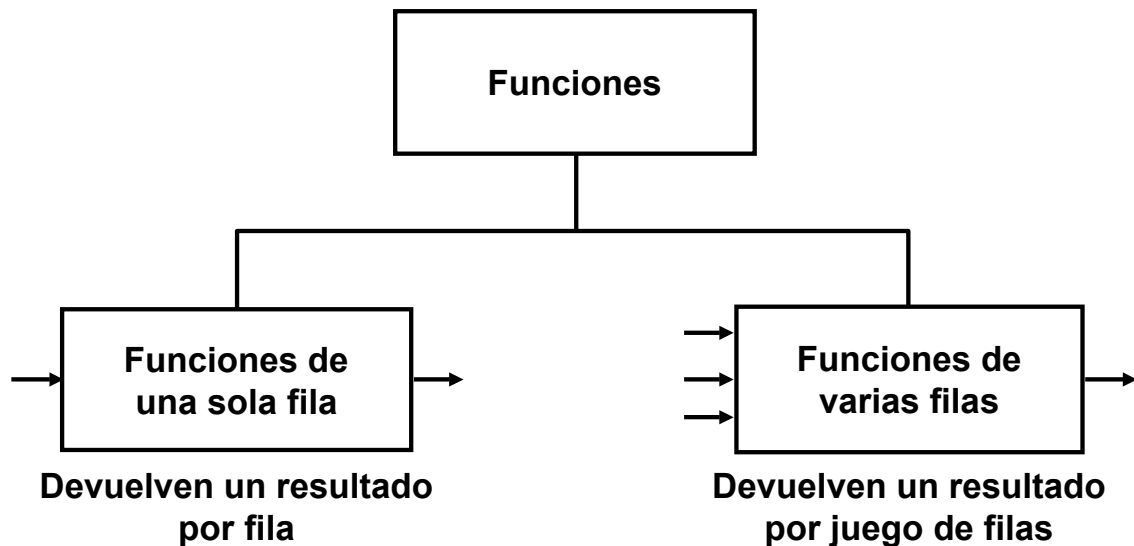 Funciones
Funciones de
una sola fila
Devuelven un resultado
por fila
Funciones de
varias filas
Devuelven un resultado
por juego de filas